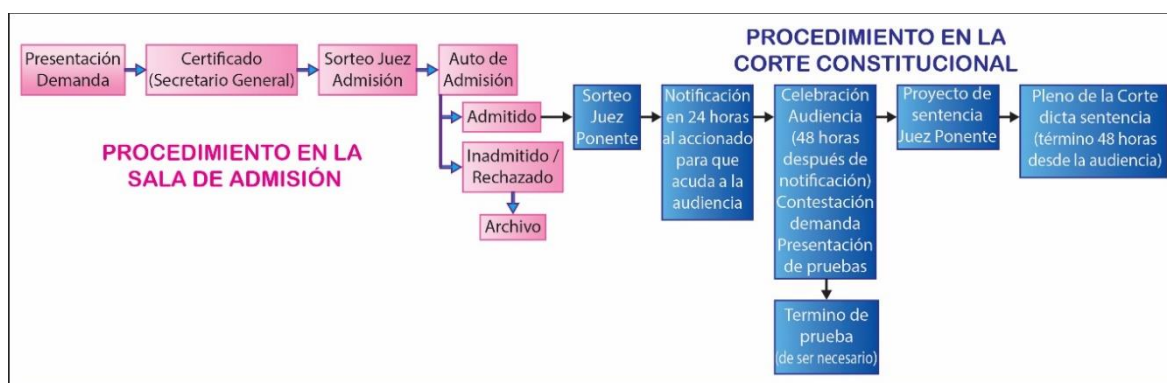 PROCEDIMIENTO EN LA
CORTE CONSTITUCIONAL
Presentación
Demanda
Certificado
(Secretario General)
Sorteo Juez
Admisión
Auto de
Admisión
Admitido
Inadmitido /
Rechazado
Archivo
PROCEDIMIENTO EN LA
SALA DE ADMISIÓN
Sorteo
Juez
Ponente
Notificación
en 24 horas
al accionado
para que
acuda a la
audiencia
Celebración
Audiencia
(48 horas
después de
notificación)
Contestación
demanda
Presentación
de pruebas
Termino de
prueba
(de ser necesario)
Proyecto de
sentencia
Juez Ponente
Pleno de la Corte
dicta sentencia
(término 48 horas
desde la audiencia)